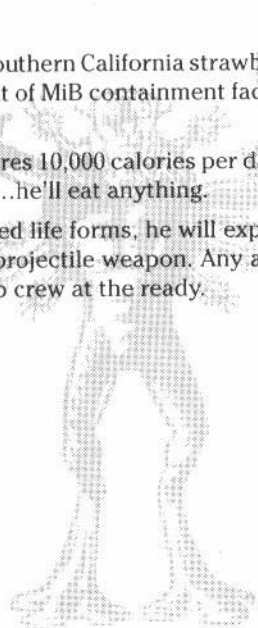 outhern California strawb
t of MiB containment fac
res 10,000 calories per d
...he'll eat anything.
ed life forms, he will exp
projectile weapon. Any a
o crew at the ready.